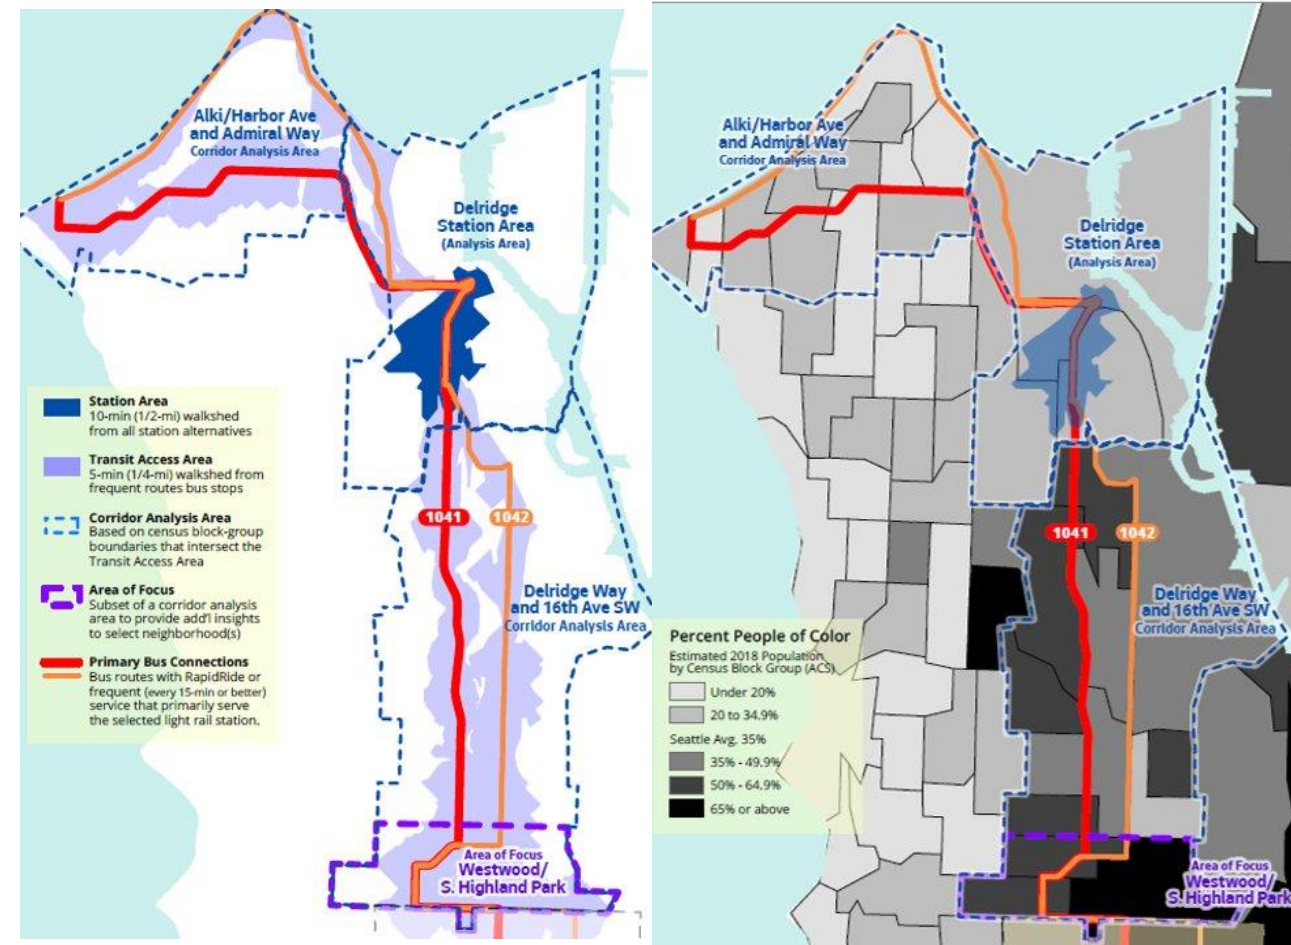 Alki/Harbor Ave
and Admiral Way
Corridor Analysis Area
Delridge
Station Area
(Analysis Area)
Station Area
10-min (1/2-mi) walkshed
from all station alternatives
Transit Access Area
5-min (1/4-mi) walkshed from
frequent routes bus stops
Corridor Analysis Area
Based on census block-group
boundaries that intersect the
Transit Access Area
Area of Focus
Subset of a corridor analysis
area to provide add'l insights
to select neighborhood(s)
Primary Bus Connections
Bus routes with RapidRide or
frequent (every 15-min or better)
service that primarily serve
the selected light rail station.
1041
1042
Delridge Way
and 16th Ave SW
Corridor Analysis Area
Area of Focus
Westwood/
S. Highland Park
Alki/Harbor Ave
and Admiral Way
Corridor Analysis Area
Delridge
Station Area
(Analysis Area)
1041
1042
Delridge Way
and 16th Ave SW
Corridor Analysis Area
Percent People of Color
Estimated 2018 Population
by Census Block Group (ACS)
Under 20%
20 to 34.9%
Seattle Avg. 35%
35% - 49.9%
50% - 64.9%
65% or above
Area of Focus
Westwood/
S. Highland Park